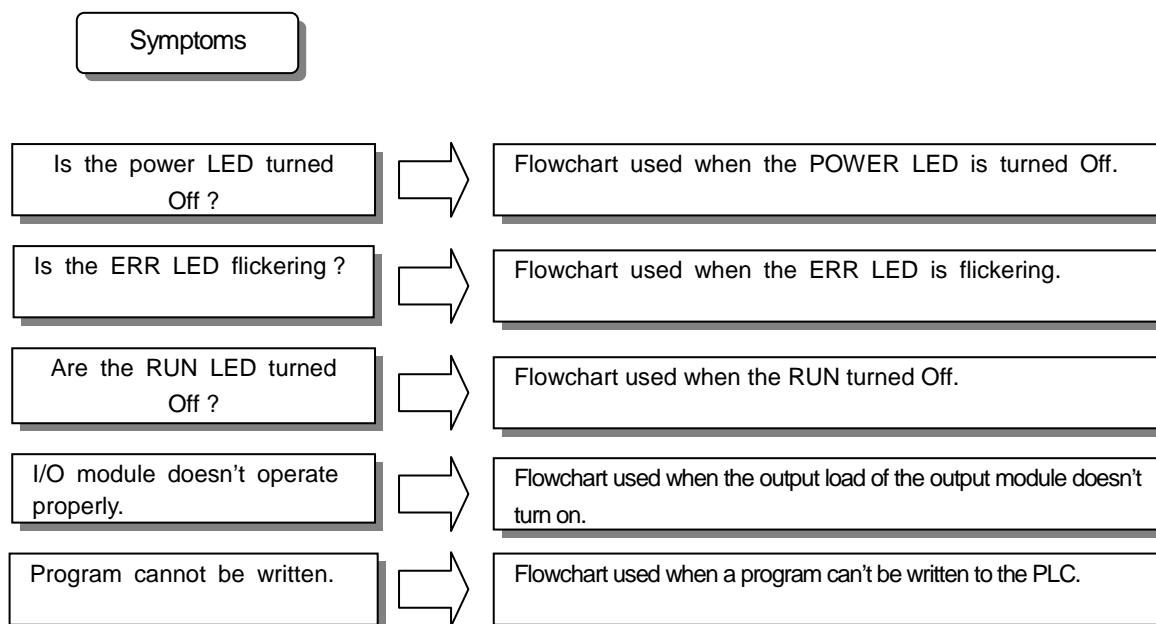 Symptoms
Is the power LED turned
Off ?
Flowchart used when the POWER LED is turned Off.
Is the ERR LED flickering ?
Flowchart used when the ERR LED is flickering.
Are the RUN LED turned
Off ?
Flowchart used when the RUN turned Off.
I/O module doesn’t operate
properly.
Flowchart used when the output load of the output module doesn’t
turn on.
Program cannot be written.
Flowchart used when a program can’t be written to the PLC.